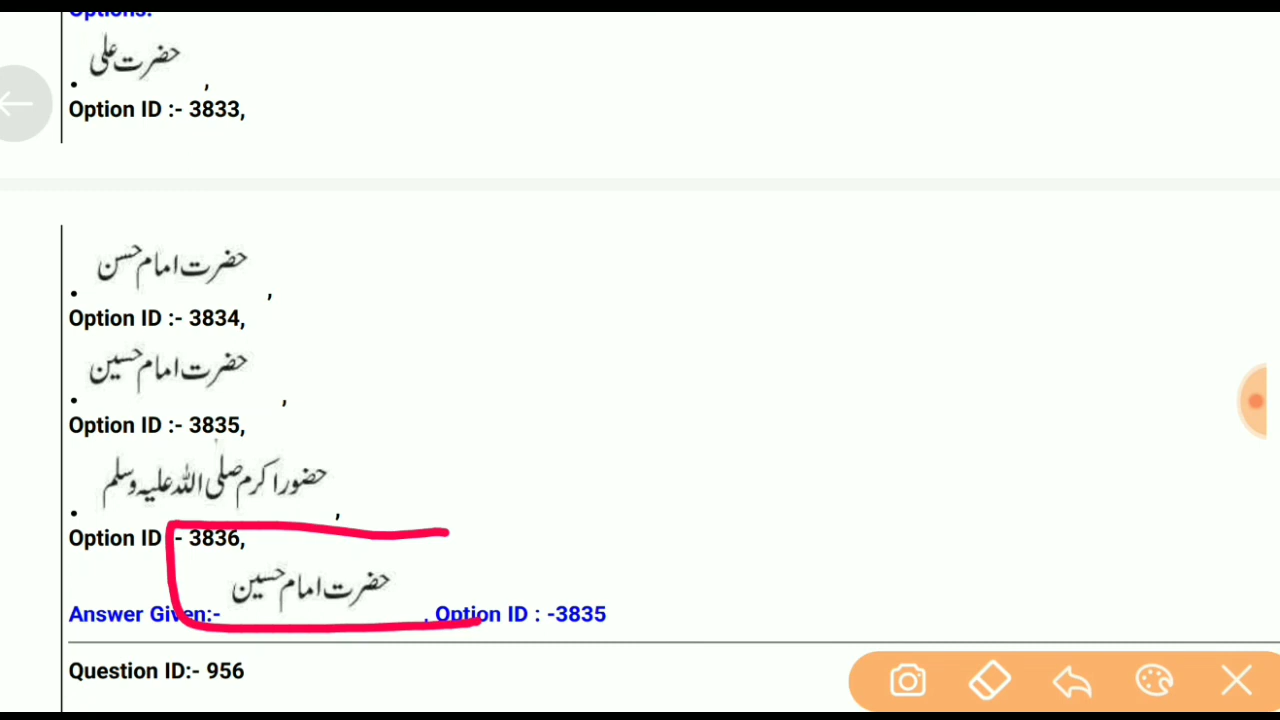 Options:
حضرت علی
• ,
Option ID :- 3833,
حضرت امام حسن
• ,
Option ID :- 3834,
حضرت امام حسین
• ,
Option ID :- 3835,
حضور اکرم صلی اللہ علیہ وسلم
• ,
Option ID :- 3836,
حضرت امام حسین
Answer Given:- , Option ID : -3835
Question ID:- 956